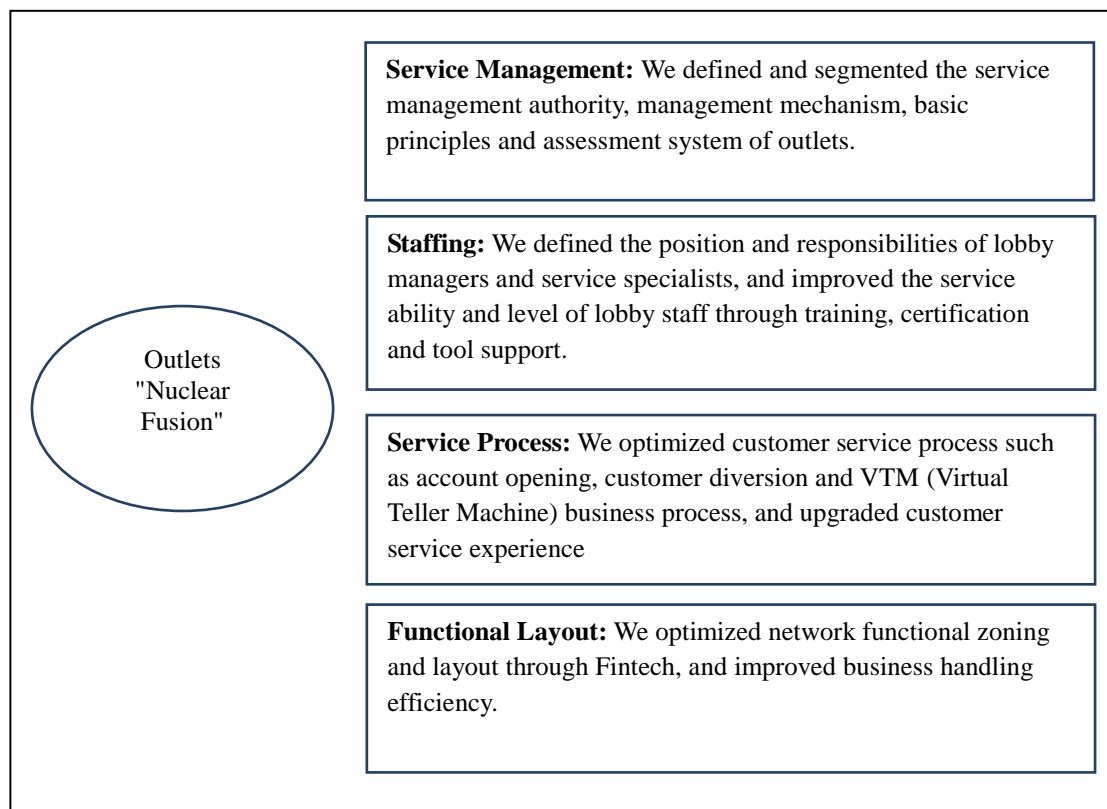 Service Management: We defined and segmented the service
management authority, management mechanism, basic
principles and assessment system of outlets.
Staffing: We defined the position and responsibilities of lobby
managers and service specialists, and improved the service
ability and level of lobby staff through training, certification
and tool support.
Outlets
"Nuclear
Fusion"
Service Process: We optimized customer service process such
as account opening, customer diversion and VTM (Virtual
Teller Machine) business process, and upgraded customer
service experience
Functional Layout: We optimized network functional zoning
and layout through Fintech, and improved business handling
efficiency.